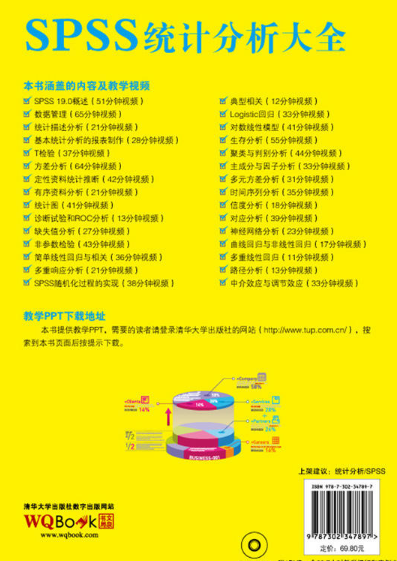 SPSS统计分析大全
本书涵盖的内容及教学视频
SPSS 19.0概述（51分钟视频）
数据管理（65分钟视频）
统计描述分析（21分钟视频）
基本统计分析的报表制作（28分钟视频）
T检验（37分钟视频）
方差分析（64分钟视频）
定性资料统计推断（42分钟视频）
有序资料分析（21分钟视频）
统计图（41分钟视频）
诊断试验和ROC分析（13分钟视频）
缺失值分析（27分钟视频）
非参数检验（43分钟视频）
简单线性回归与相关（36分钟视频）
多重响应分析（21分钟视频）
SPSS随机化过程的实现（38分钟视频）
典型相关（12分钟视频）
Logistic回归（33分钟视频）
对数线性模型（41分钟视频）
生存分析（55分钟视频）
聚类与判别分析（44分钟视频）
主成分与因子分析（33分钟视频）
多元方差分析（31分钟视频）
时间序列分析（35分钟视频）
信度分析（18分钟视频）
对应分析（39分钟视频）
神经网络分析（23分钟视频）
曲线回归与非线性回归（17分钟视频）
多重线性回归（11分钟视频）
路径分析（13分钟视频）
中介效应与调节效应（33分钟视频）
教学PPT下载地址
本书提供教学PPT，需要的读者请登录清华大学出版社的网站（http://www.tup.com.cn/），搜
索到本书页面后按提示下载。
58%
16%
28%
26%
16%
BUSINESS-001
上架建议：统计分析/SPSS
ISBN 978-7-302-34789-7
9787302347897
定价：69.80元
清华大学出版社数字出版网站
WQBook
www.wqbook.com